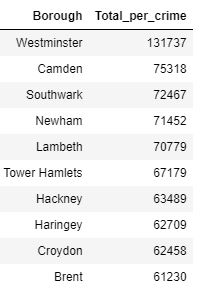 Borough Total_per_crime
Westminster 131737
Camden 75318
Southwark 72467
Newham 71452
Lambeth 70779
Tower Hamlets 67179
Hackney 63489
Haringey 62709
Croydon 62458
Brent 61230